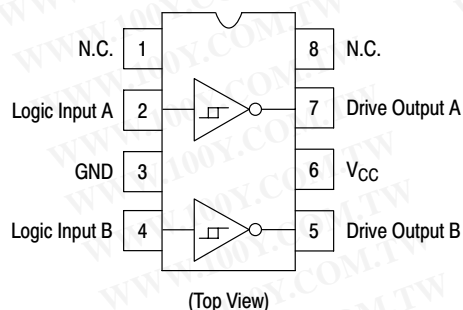 N.C. 1 8 N.C.
Logic Input A 2 7 Drive Output A
GND 3 6 VCC
Logic Input B 4 5 Drive Output B
(Top View)
WWW.100Y.COM.TW